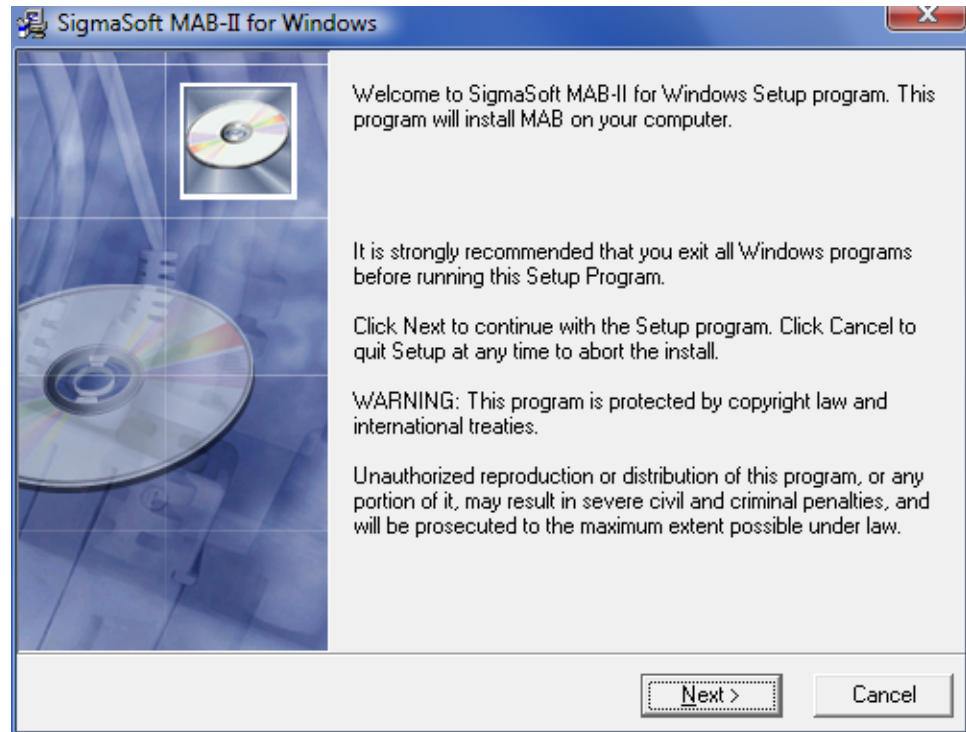 SigmaSoft MAB-II for Windows
Welcome to SigmaSoft MAB-II for Windows Setup program. This
program will install MAB on your computer.
It is strongly recommended that you exit all Windows programs
before running this Setup Program.
Click Next to continue with the Setup program. Click Cancel to
quit Setup at any time to abort the install.
WARNING: This program is protected by copyright law and
international treaties.
Unauthorized reproduction or distribution of this program, or any
portion of it, may result in severe civil and criminal penalties, and
will be prosecuted to the maximum extent possible under law.
Next > Cancel